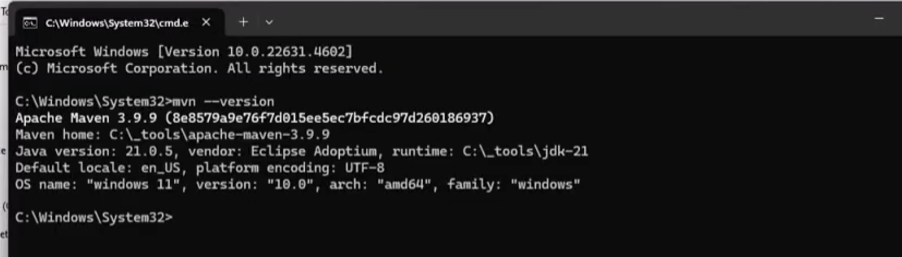 C:\Windows\System32\cmd.e
Microsoft Windows [Version 10.0.22631.4602]
(c) Microsoft Corporation. All rights reserved.
C:\Windows\System32>mvn --version
Apache Maven 3.9.9 (8e8579a9e76f7d015ee5ec7bfcdc97d260186937)
Maven home: C:\_tools\apache-maven-3.9.9
Java version: 21.0.5, vendor: Eclipse Adoptium, runtime: C:\_tools\jdk-21
Default locale: en_US, platform encoding: UTF-8
OS name: "windows 11", version: "10.0", arch: "amd64", family: "windows"
C:\Windows\System32>